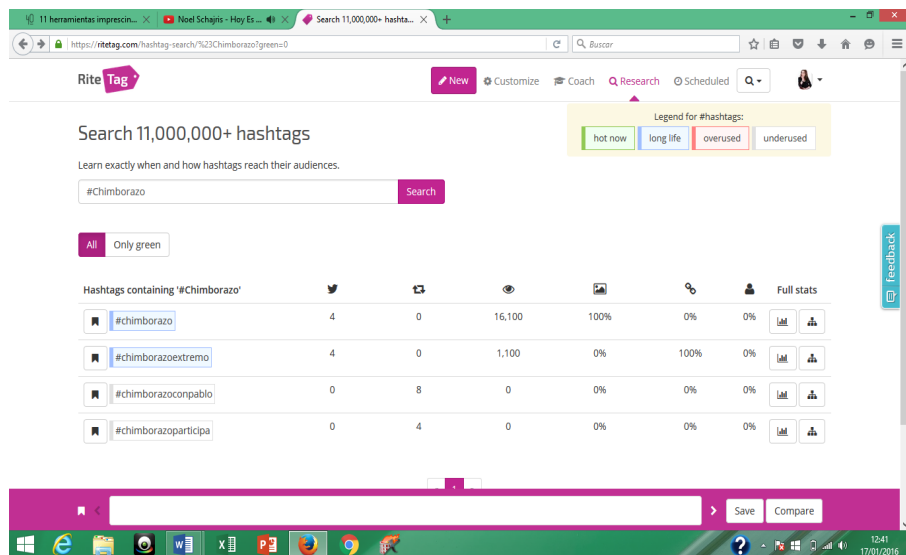 11 herramientas imprescin...
Noel Schajris - Hoy Es ...
Search 11,000,000+ hashta...
https://ritetag.com/hashtag-search/%23Chimborazo?green=0
Buscar
Rite Tag
New
Customize
Coach
Research
Scheduled
Legend for #hashtags:
hot now long life overused underused
Search 11,000,000+ hashtags
Learn exactly when and how hashtags reach their audiences.
#Chimborazo
Search
All Only green
Hashtags containing '#Chimborazo' Full stats
#chimborazo 4 0 16,100 100% 0% 0%
#chimborazoextremo 4 0 1,100 0% 100% 0%
#chimborazoconpablo 0 8 0 0% 0% 0%
#chimborazoparticipa 0 4 0 0% 0% 0%
1
feedback
Save Compare
12:41
17/01/2016